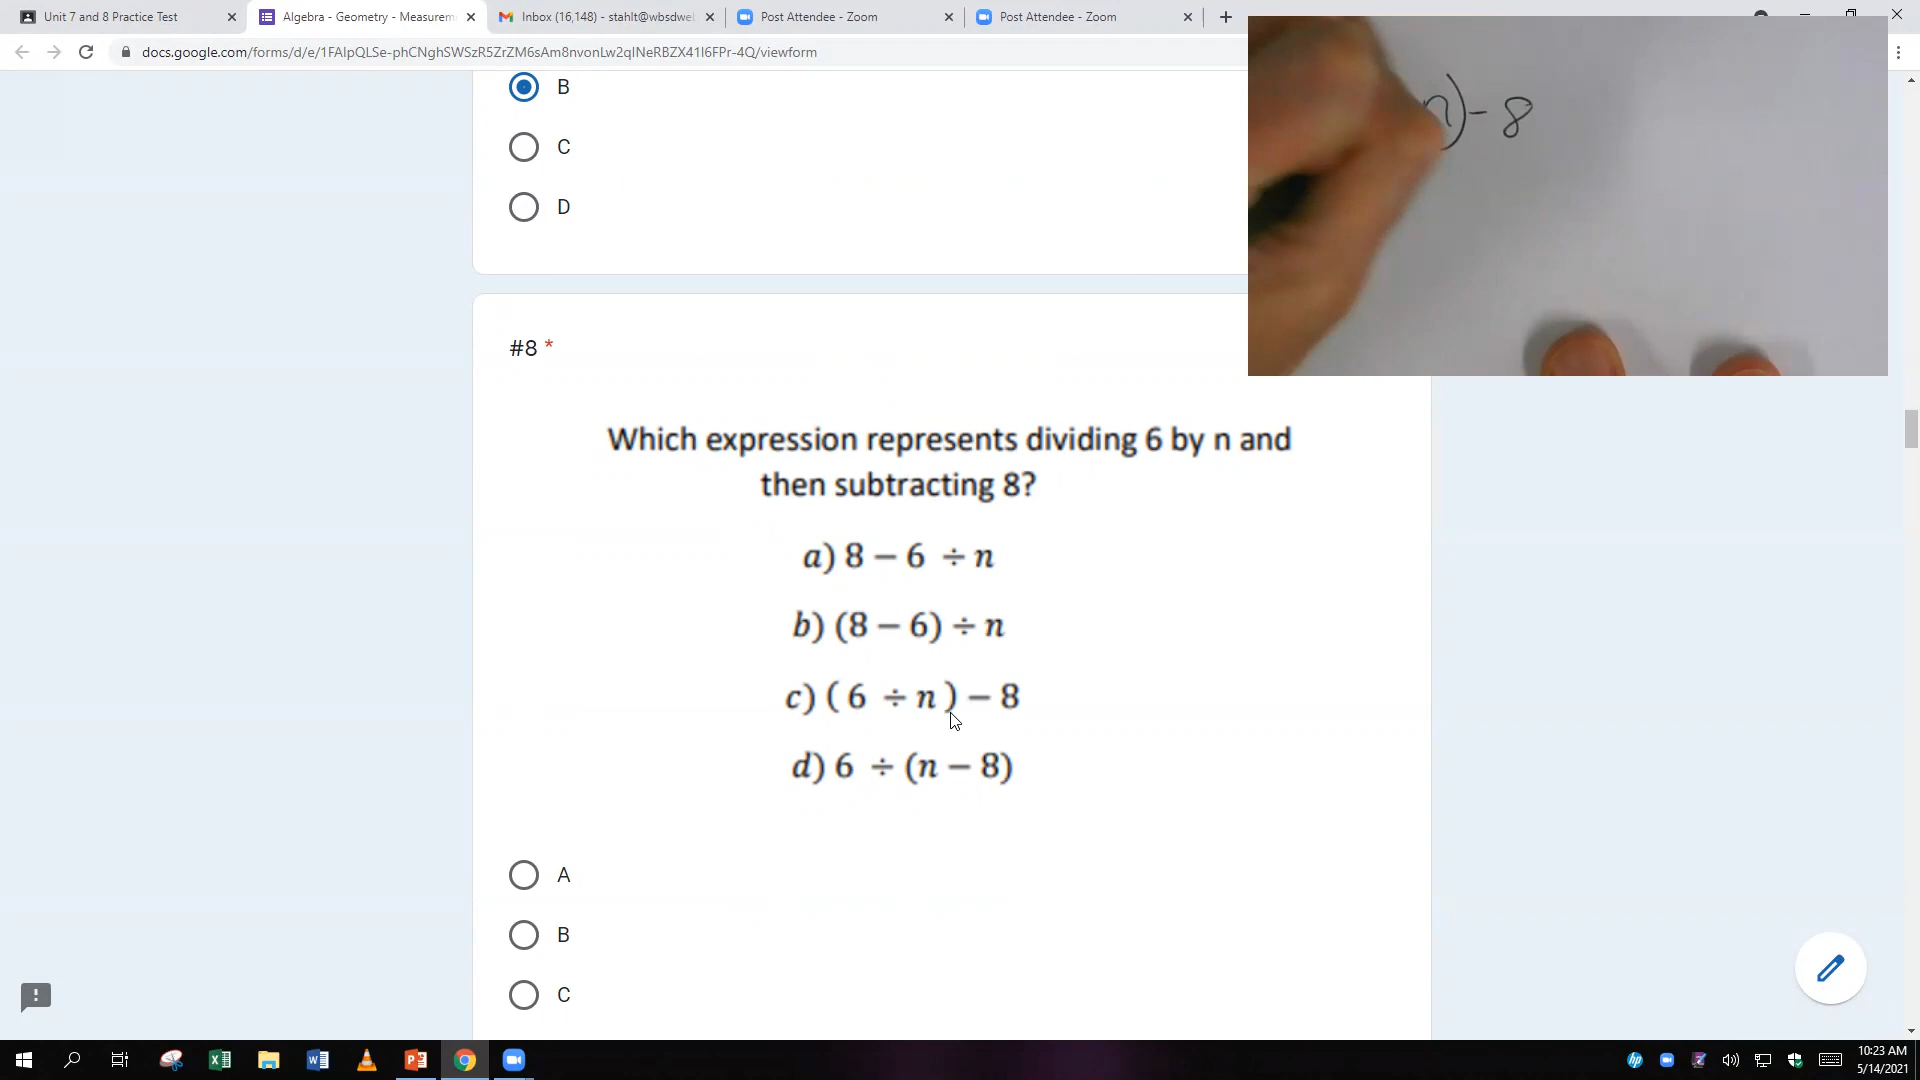 Unit 7 and 8 Practice Test
Algebra - Geometry - Measurem
Inbox (16,148) - stahlt@wbsdwe
Post Attendee - Zoom
Post Attendee - Zoom
docs.google.com/forms/d/e/1FAIpQLSe-phCNghSWSzR5ZrZM6sAm8nvonLw2qINeRBZX41I6FPr-4Q/viewform
B
C
D
n) - 8
#8 *
Which expression represents dividing 6 by n and
then subtracting 8?
a) 8 − 6 ÷ n
b) (8 − 6) ÷ n
c) ( 6 ÷ n ) − 8
d) 6 ÷ (n − 8)
A
B
C
10:23 AM
5/14/2021